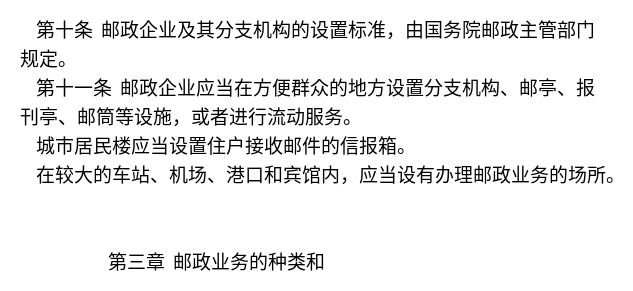 第十条 邮政企业及其分支机构的设置标准，由国务院邮政主管部门
规定。
第十一条 邮政企业应当在方便群众的地方设置分支机构、邮亭、报
刊亭、邮筒等设施，或者进行流动服务。
城市居民楼应当设置住户接收邮件的信报箱。
在较大的车站、机场、港口和宾馆内，应当设有办理邮政业务的场所。
第三章 邮政业务的种类和